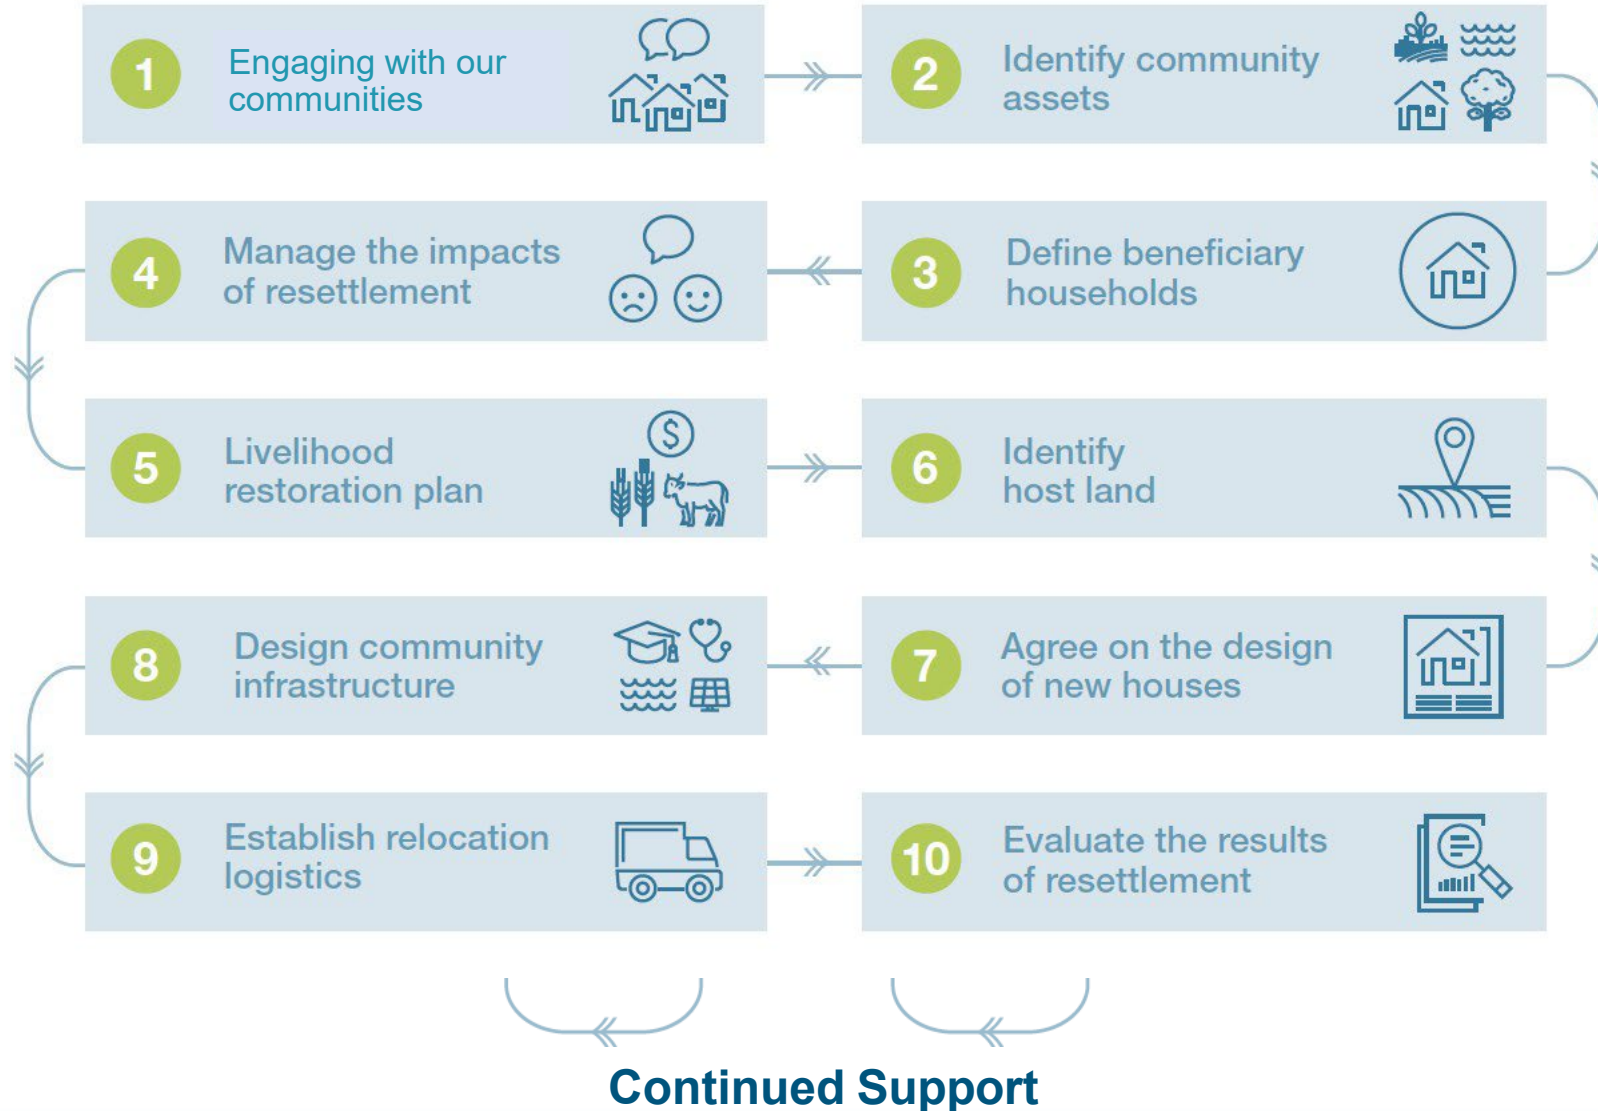 1
Engaging with our
communities
2
Identify community
assets
3
Define beneficiary
households
4
Manage the impacts
of resettlement
5
Livelihood
restoration plan
$
6
Identify
host land
7
Agree on the design
of new houses
8
Design community
infrastructure
9
Establish relocation
logistics
10
Evaluate the results
of resettlement
Continued Support